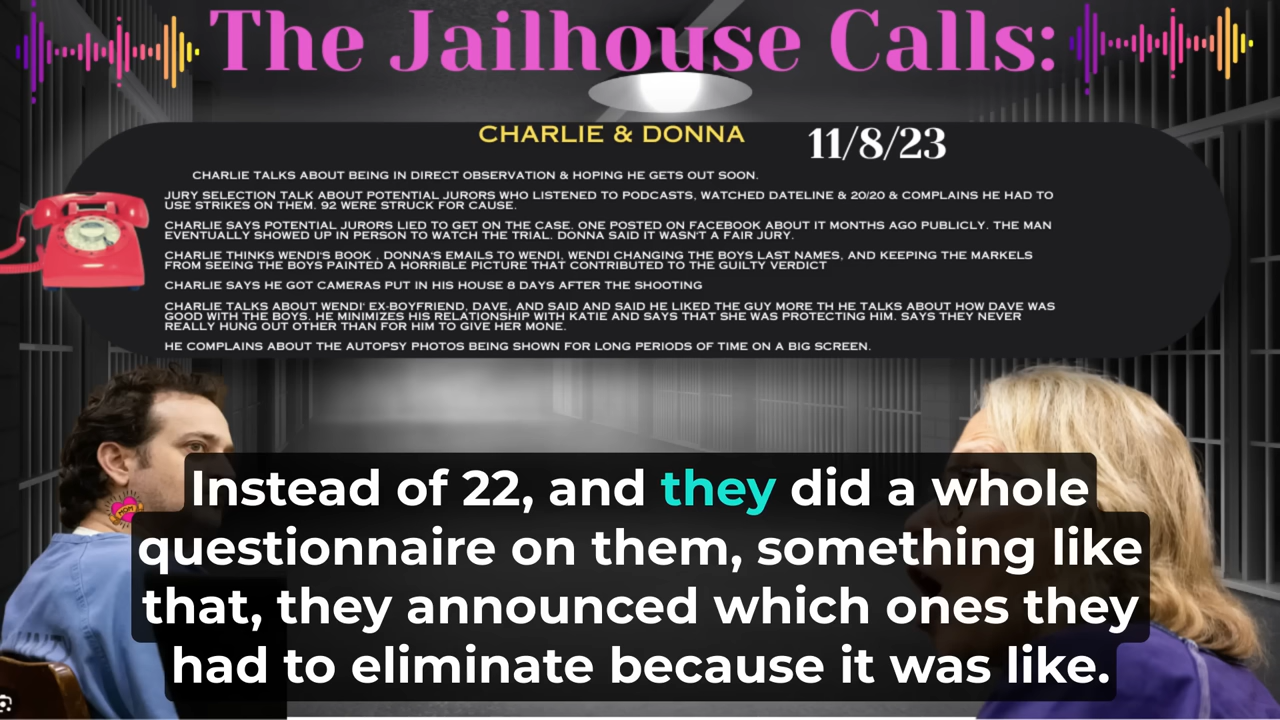 The Jailhouse Calls:
CHARLIE & DONNA
11/8/23
CHARLIE TALKS ABOUT BEING IN DIRECT OBSERVATION & HOPING HE GETS OUT SOON.
JURY SELECTION TALK ABOUT POTENTIAL JURORS WHO LISTENED TO PODCASTS, WATCHED DATELINE & 20/20 & COMPLAINS HE HAD TO
USE STRIKES ON THEM. 92 WERE STRUCK FOR CAUSE.
CHARLIE SAYS POTENTIAL JURORS LIED TO GET ON THE CASE. ONE POSTED ON FACEBOOK ABOUT IT MONTHS AGO PUBLICLY. THE MAN
EVENTUALLY SHOWED UP IN PERSON TO WATCH THE TRIAL. DONNA SAID IT WASN'T A FAIR JURY.
CHARLIE THINKS WENDI'S BOOK , DONNA'S EMAILS TO WENDI, WENDI CHANGING THE BOYS LAST NAMES, AND KEEPING THE MARKELS
FROM SEEING THE BOYS PAINTED A HORRIBLE PICTURE THAT CONTRIBUTED TO THE GUILTY VERDICT
CHARLIE SAYS HE GOT CAMERAS PUT IN HIS HOUSE 8 DAYS AFTER THE SHOOTING
CHARLIE TALKS ABOUT WENDI' EX-BOYFRIEND, DAVE, AND SAID AND SAID HE LIKED THE GUY MORE TH HE TALKS ABOUT HOW DAVE WAS
GOOD WITH THE BOYS. HE MINIMIZES HIS RELATIONSHIP WITH KATIE AND SAYS THAT SHE WAS PROTECTING HIM. SAYS THEY NEVER
REALLY HUNG OUT OTHER THAN FOR HIM TO GIVE HER MONE.
HE COMPLAINS ABOUT THE AUTOPSY PHOTOS BEING SHOWN FOR LONG PERIODS OF TIME ON A BIG SCREEN.
MOM
Instead of 22, and they did a whole
questionnaire on them, something like
that, they announced which ones they
had to eliminate because it was like.